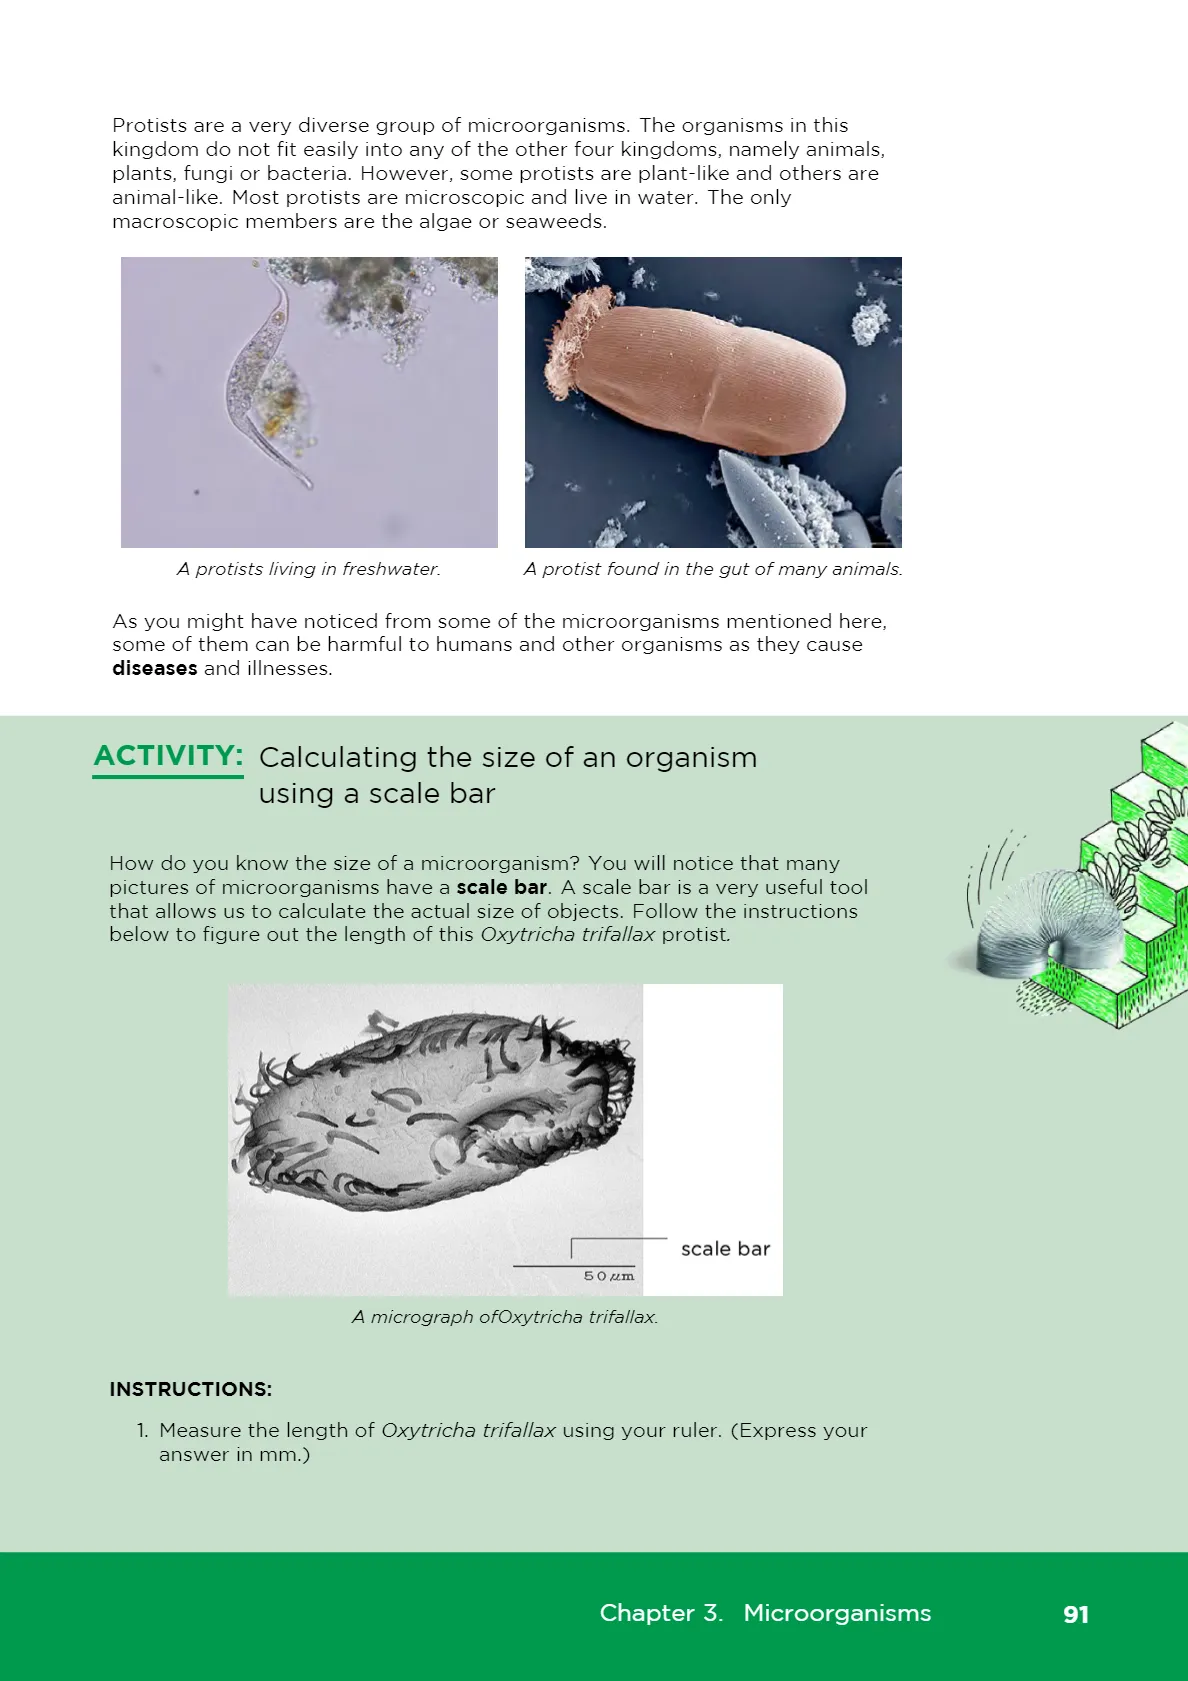 Protists are a very diverse group of microorganisms. The organisms in this
kingdom do not fit easily into any of the other four kingdoms, namely animals,
plants, fungi or bacteria. However, some protists are plant-like and others are
animal-like. Most protists are microscopic and live in water. The only
macroscopic members are the algae or seaweeds.
A protists living in freshwater.
A protist found in the gut of many animals.
As you might have noticed from some of the microorganisms mentioned here,
some of them can be harmful to humans and other organisms as they cause
diseases and illnesses.
ACTIVITY: Calculating the size of an organism
using a scale bar
How do you know the size of a microorganism? You will notice that many
pictures of microorganisms have a scale bar. A scale bar is a very useful tool
that allows us to calculate the actual size of objects. Follow the instructions
below to figure out the length of this Oxytricha trifallax protist.
scale bar
50 μm
A micrograph ofOxytricha trifallax.
INSTRUCTIONS:
1. Measure the length of Oxytricha trifallax using your ruler. (Express your
answer in mm.)
Chapter 3. Microorganisms 91